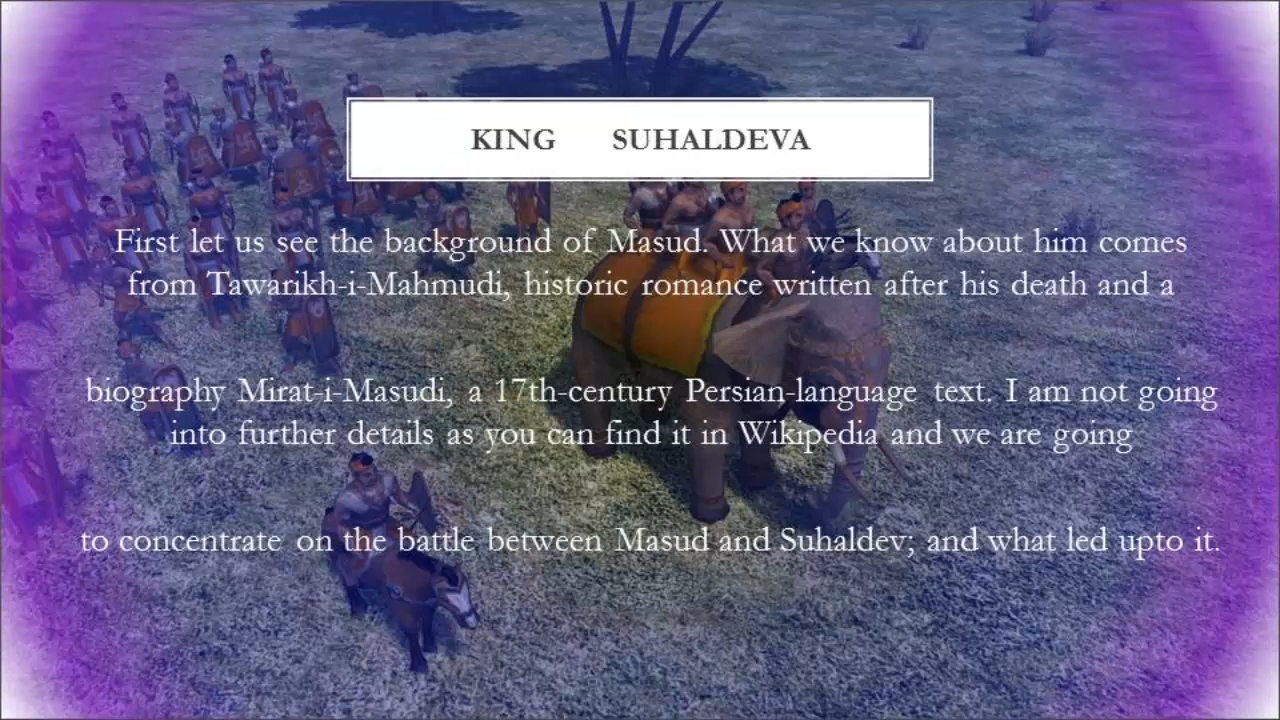 KING SUHALDEVA
First let us see the background of Masud. What we know about him comes
from Tawarikh-i-Mahmudi, historic romance written after his death and a
biography Mirat-i-Masudi, a 17th-century Persian-language text. I am not going
into further details as you can find it in Wikipedia and we are going
to concentrate on the battle between Masud and Suhaldev; and what led upto it.